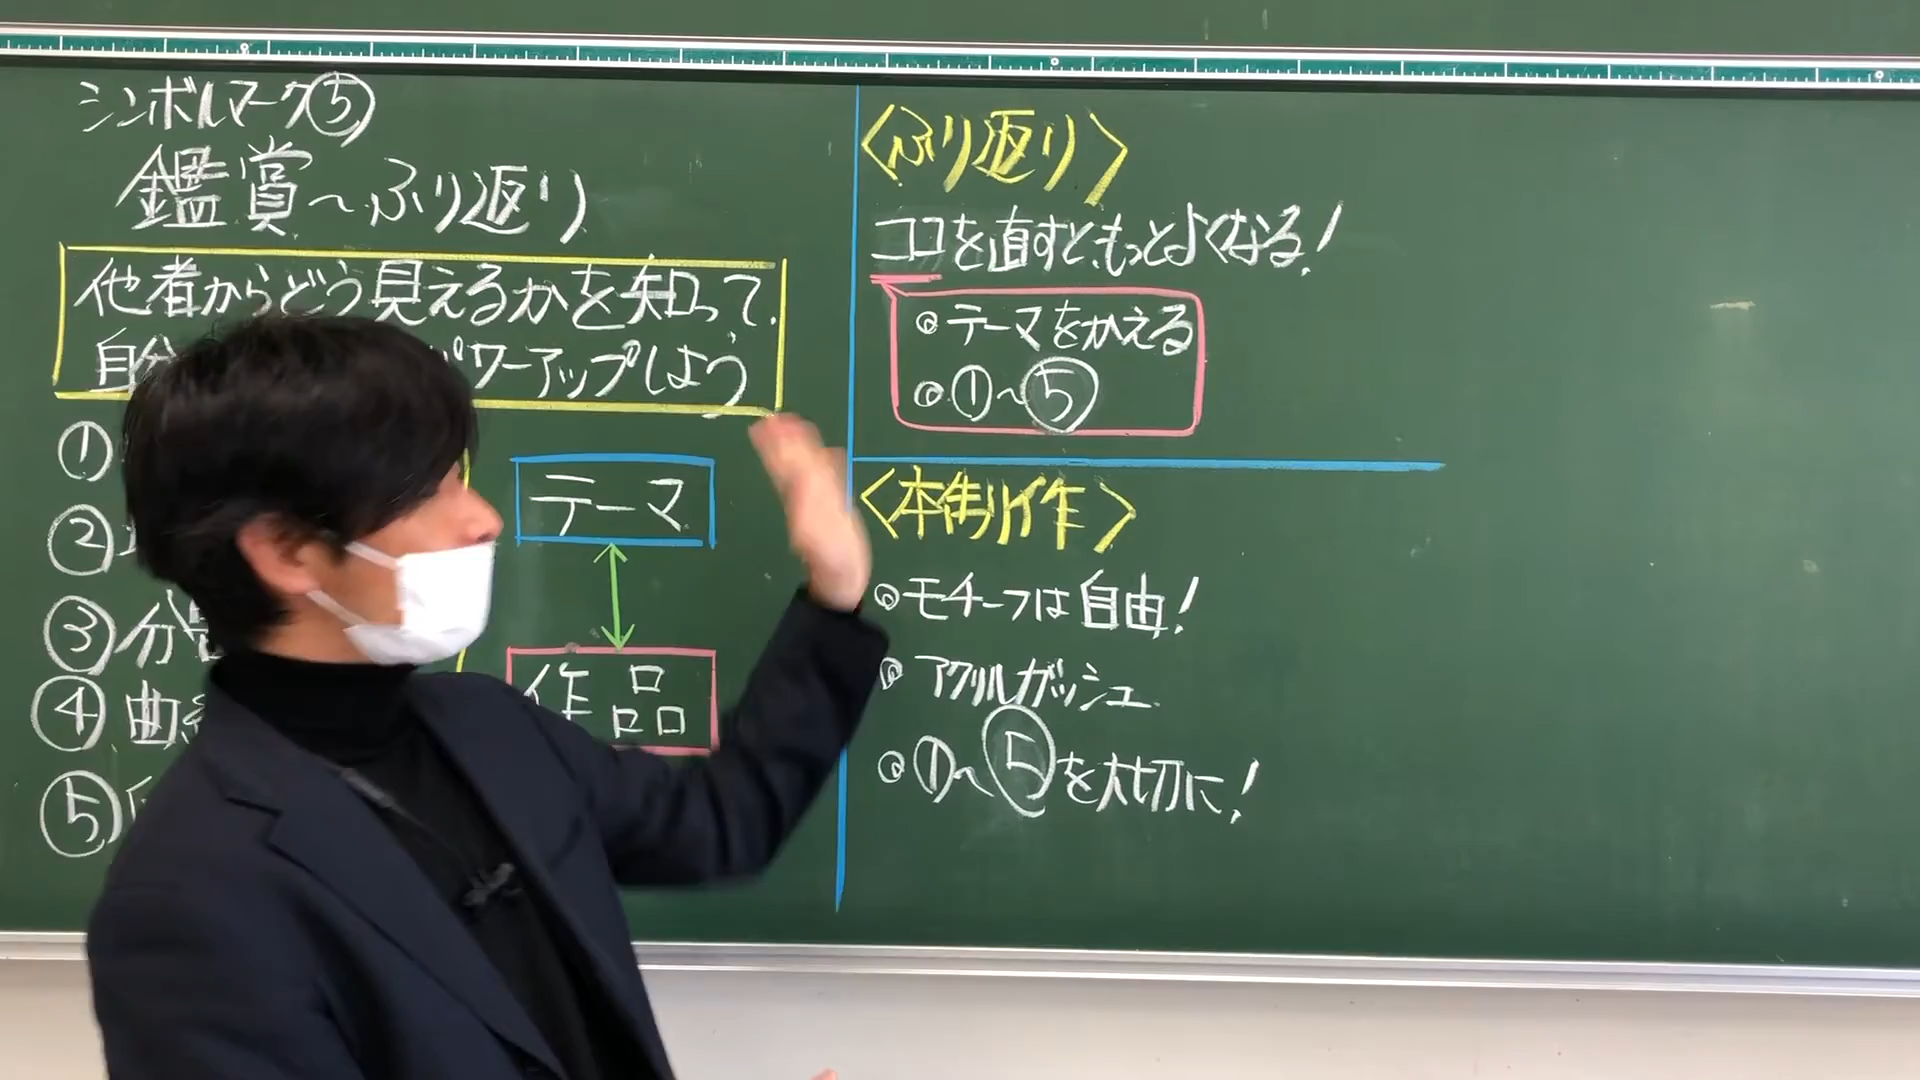 シンボルマーク⑤
鑑賞～ふり返り
他者からどう見えるかを知って、
自分 パワーアップしよう
①
②
③分
④曲
⑤
テーマ
作品
〈ふり返り〉
ココを直すと、もっとよくなる！
◎テーマをかえる
◎①～⑤
〈本制作〉
◎モチーフは自由！
◎アクリルガッシュ
◎①～⑤を大切に！